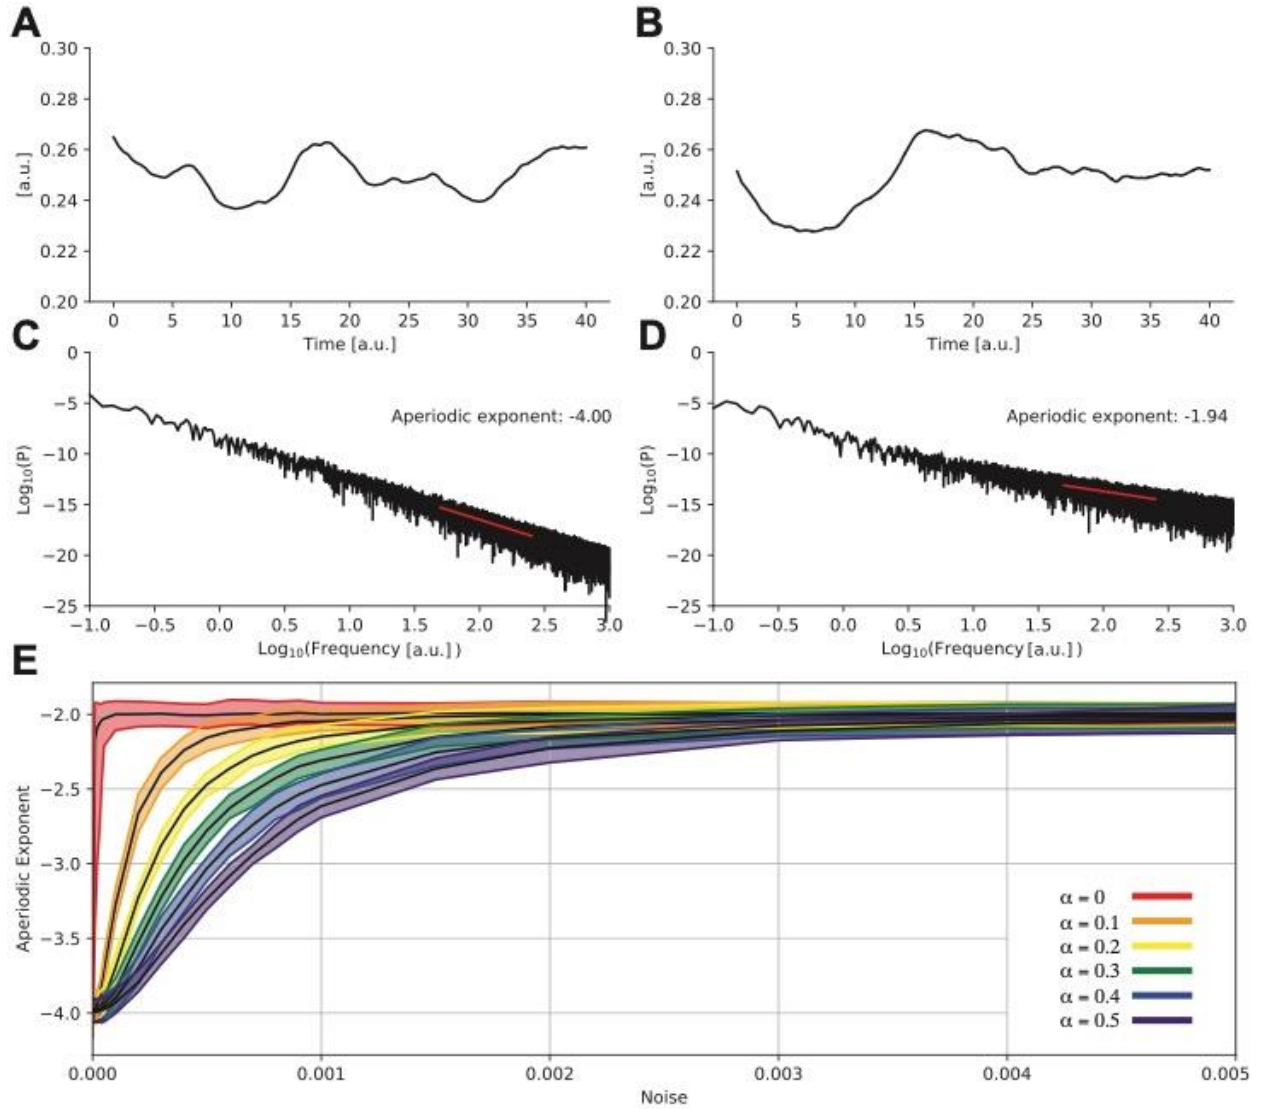 A
B
0.30
0.28
0.26
0.24
0.22
0.20
[a.u.]
0 5 10 15 20 25 30 35 40
Time [a.u.]
0.30
0.28
0.26
0.24
0.22
0.20
[a.u.]
0 5 10 15 20 25 30 35 40
Time [a.u.]
C
D
0
−5
−10
−15
−20
−25
Log₁₀(P)
Aperiodic exponent: -4.00
−1.0 −0.5 0.0 0.5 1.0 1.5 2.0 2.5 3.0
Log₁₀(Frequency [a.u.])
0
−5
−10
−15
−20
−25
Log₁₀(P)
Aperiodic exponent: -1.94
−1.0 −0.5 0.0 0.5 1.0 1.5 2.0 2.5 3.0
Log₁₀(Frequency [a.u.])
E
−2.0
−2.5
−3.0
−3.5
−4.0
Aperiodic Exponent
α = 0
α = 0.1
α = 0.2
α = 0.3
α = 0.4
α = 0.5
0.000 0.001 0.002 0.003 0.004 0.005
Noise